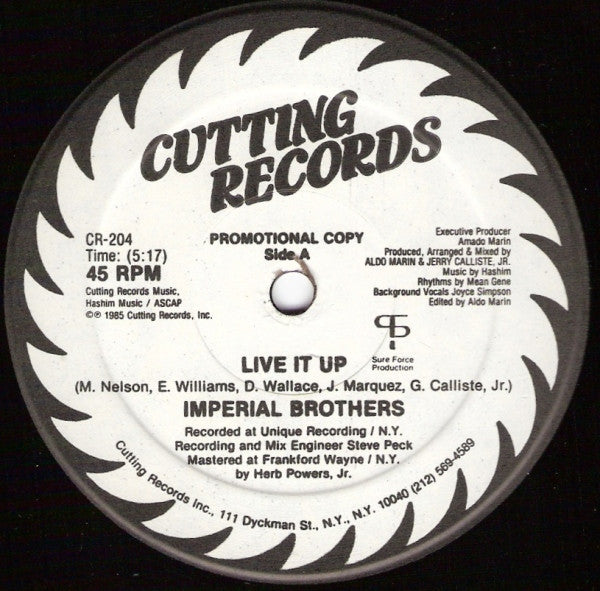 CUTTING
RECORDS
CR-204
Time: (5:17)
45 RPM
Cutting Records Music,
Hashim Music / ASCAP
©℗ 1985 Cutting Records, Inc.
PROMOTIONAL COPY
Side A
Executive Producer
Amado Marin
Produced, Arranged & Mixed by
ALDO MARIN & JERRY CALLISTE, JR.
Music by Hashim
Rhythms by Mean Gene
Background Vocals Joyce Simpson
Edited by Aldo Marin
Sure Force
Production
LIVE IT UP
(M. Nelson, E. Williams, D. Wallace, J. Marquez, G. Calliste, Jr.)
IMPERIAL BROTHERS
Recorded at Unique Recording / N.Y.
Recording and Mix Engineer Steve Peck
Mastered at Frankford Wayne / N.Y.
by Herb Powers, Jr.
Cutting Records Inc., 111 Dyckman St., N.Y., N.Y. 10040 (212) 569-4589